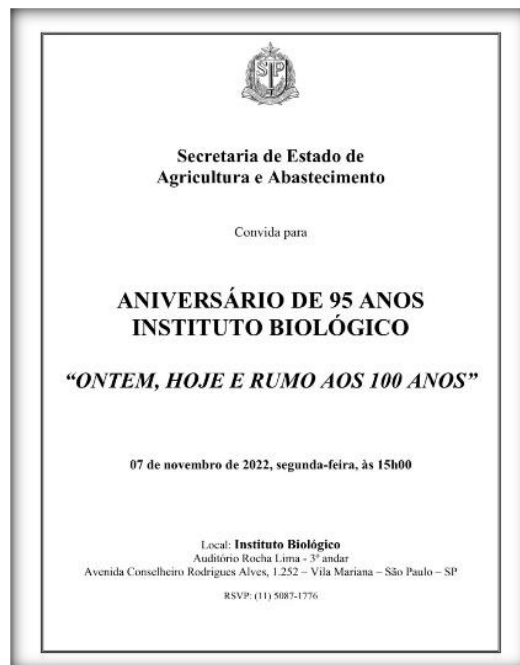 SP
Secretaria de Estado de
Agricultura e Abastecimento
Convida para
ANIVERSÁRIO DE 95 ANOS
INSTITUTO BIOLÓGICO
“ONTEM, HOJE E RUMO AOS 100 ANOS”
07 de novembro de 2022, segunda-feira, às 15h00
Local: Instituto Biológico
Auditório Rocha Lima - 3º andar
Avenida Conselheiro Rodrigues Alves, 1.252 – Vila Mariana – São Paulo – SP
RSVP: (11) 5087-1776